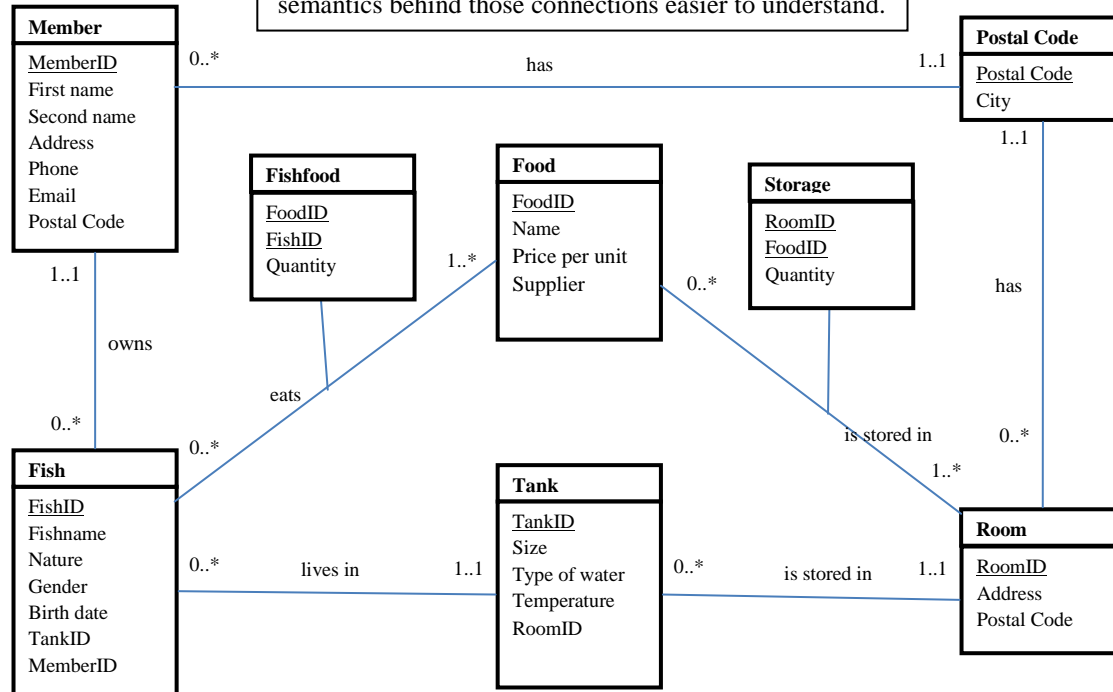 semantics behind those connections easier to understand.
Member
MemberID
First name
Second name
Address
Phone
Email
Postal Code
0..*
has
1..1
Postal Code
Postal Code
City
1..1
Fishfood
FoodID
FishID
Quantity
Food
FoodID
Name
Price per unit
Supplier
Storage
RoomID
FoodID
Quantity
1..1
owns
0..*
1..*
eats
0..*
0..*
is stored in
1..*
has
0..*
Fish
FishID
Fishname
Nature
Gender
Birth date
TankID
MemberID
0..*
lives in
1..1
Tank
TankID
Size
Type of water
Temperature
RoomID
0..*
is stored in
1..1
Room
RoomID
Address
Postal Code